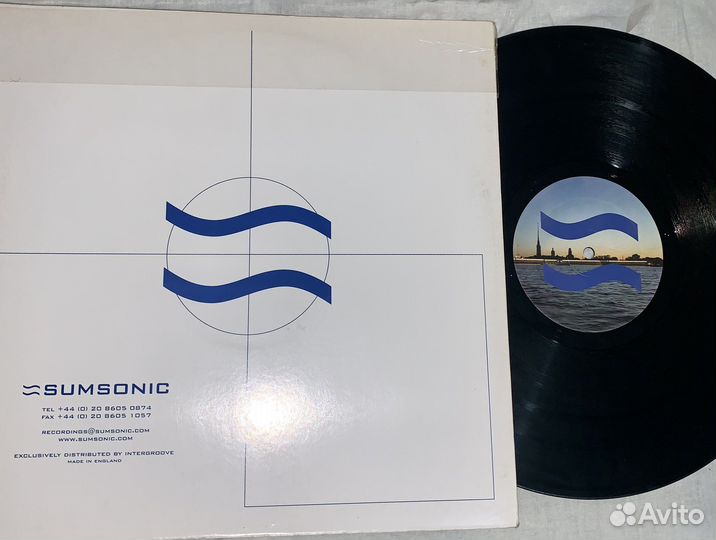 SUMSONIC
TEL +44 (0) 20 8605 0874
FAX +44 (0) 20 8605 1057
RECORDINGS@SUMSONIC.COM
WWW.SUMSONIC.COM
EXCLUSIVELY DISTRIBUTED BY INTERGROOVE
MADE IN ENGLAND
Avito